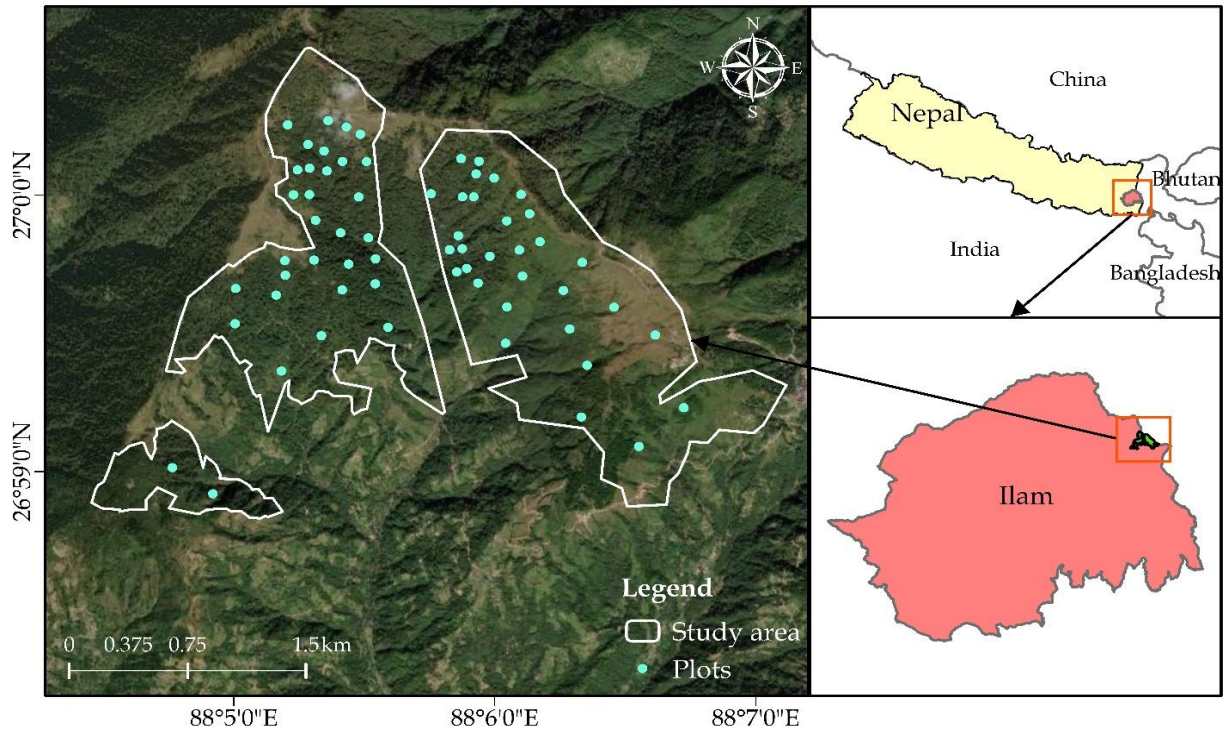 N
W E
S
27°0'0"N
26°59'0"N
Legend
Study area
Plots
0 0.375 0.75 1.5km
88°5'0"E 88°6'0"E 88°7'0"E
China
Nepal
Bhutan
India
Bangladesh
Ilam